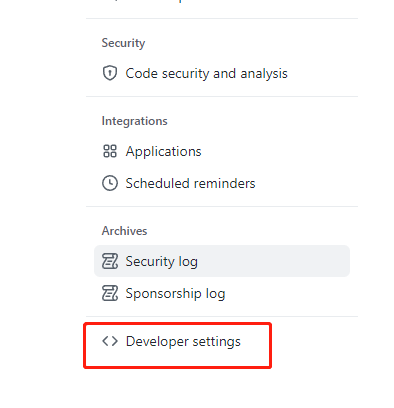 Security
Code security and analysis
Integrations
Applications
Scheduled reminders
Archives
Security log
Sponsorship log
Developer settings